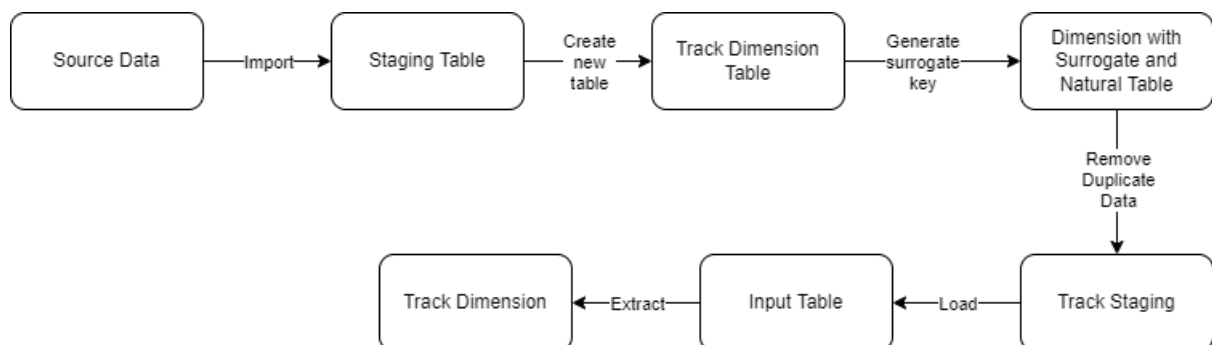 Source Data
Import
Staging Table
Create
new
table
Track Dimension
Table
Generate
surrogate
key
Dimension with
Surrogate and
Natural Table
Remove
Duplicate
Data
Track Staging
Load
Input Table
Extract
Track Dimension